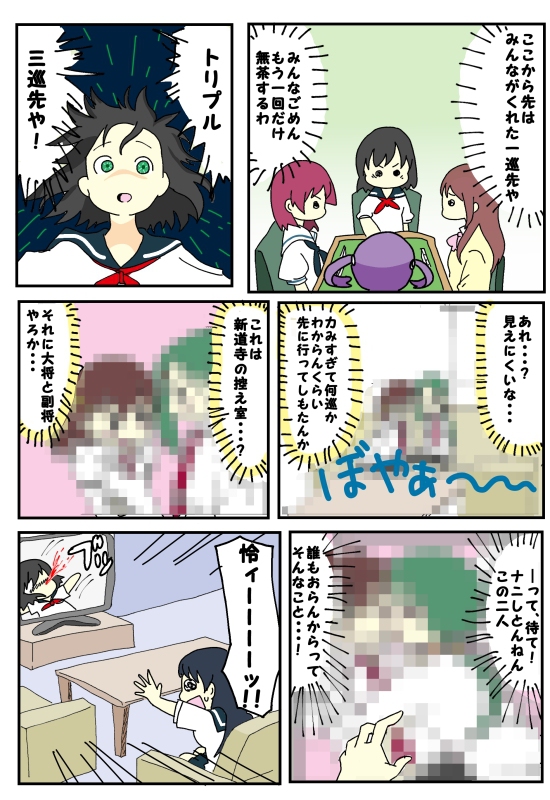 ここから先は
みんながくれた一巡先や
みんなごめん
もう一回だけ
無茶するわ
トリプル
三巡先や!
あれ・・・?
見えにくいな・・・
力みすぎて何巡か
わからんくらい
先に行ってしもたんか
ぼやぁ〜〜
これは
新道寺の控え室・・・?
それに大将と副将
やろか・・・
ーって、待て!
ナニしとんねん
この二人
誰もおらんからって
そんなこと・・・!
怜ィーーーーッ!!
ブッ